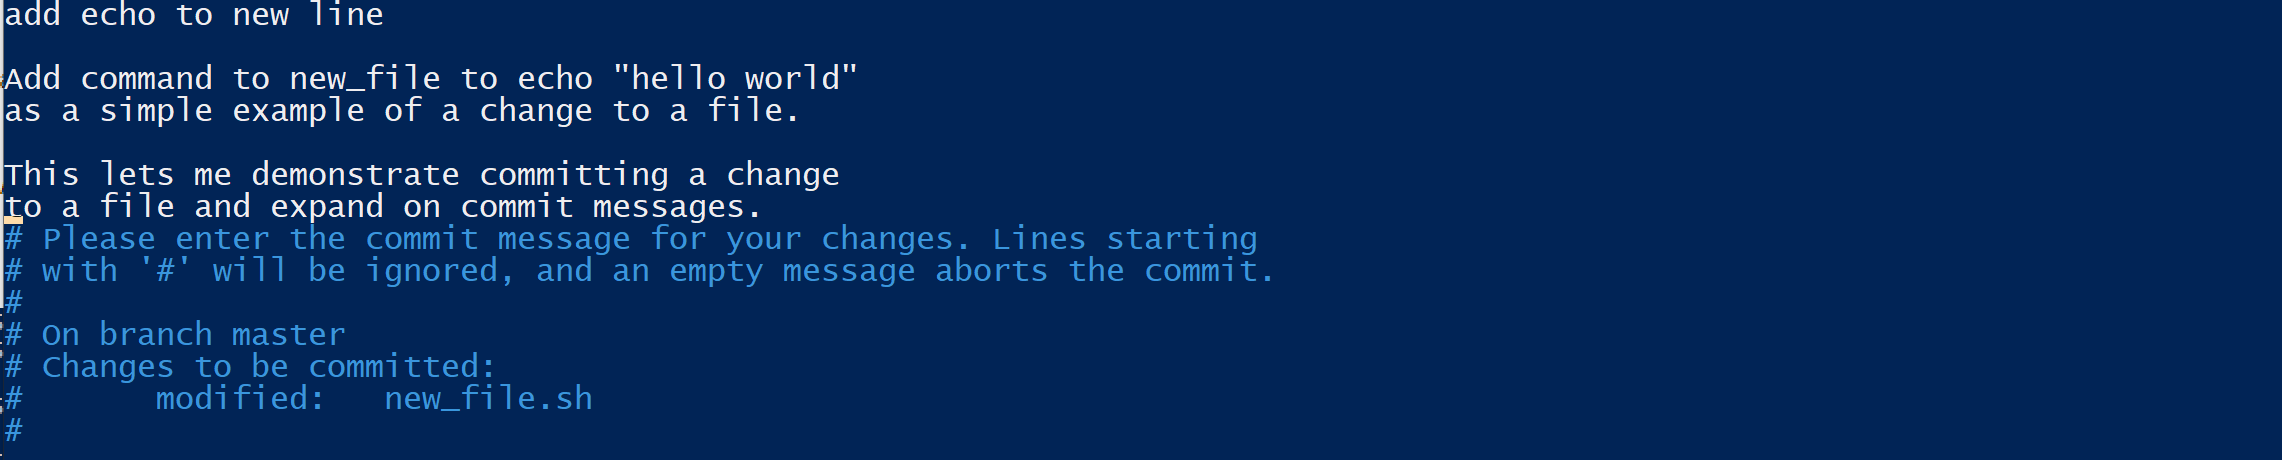 add echo to new line
Add command to new_file to echo "hello world"
as a simple example of a change to a file.
This lets me demonstrate committing a change
to a file and expand on commit messages.
# Please enter the commit message for your changes. Lines starting
# with '#' will be ignored, and an empty message aborts the commit.
#
# On branch master
# Changes to be committed:
#       modified:   new_file.sh
#